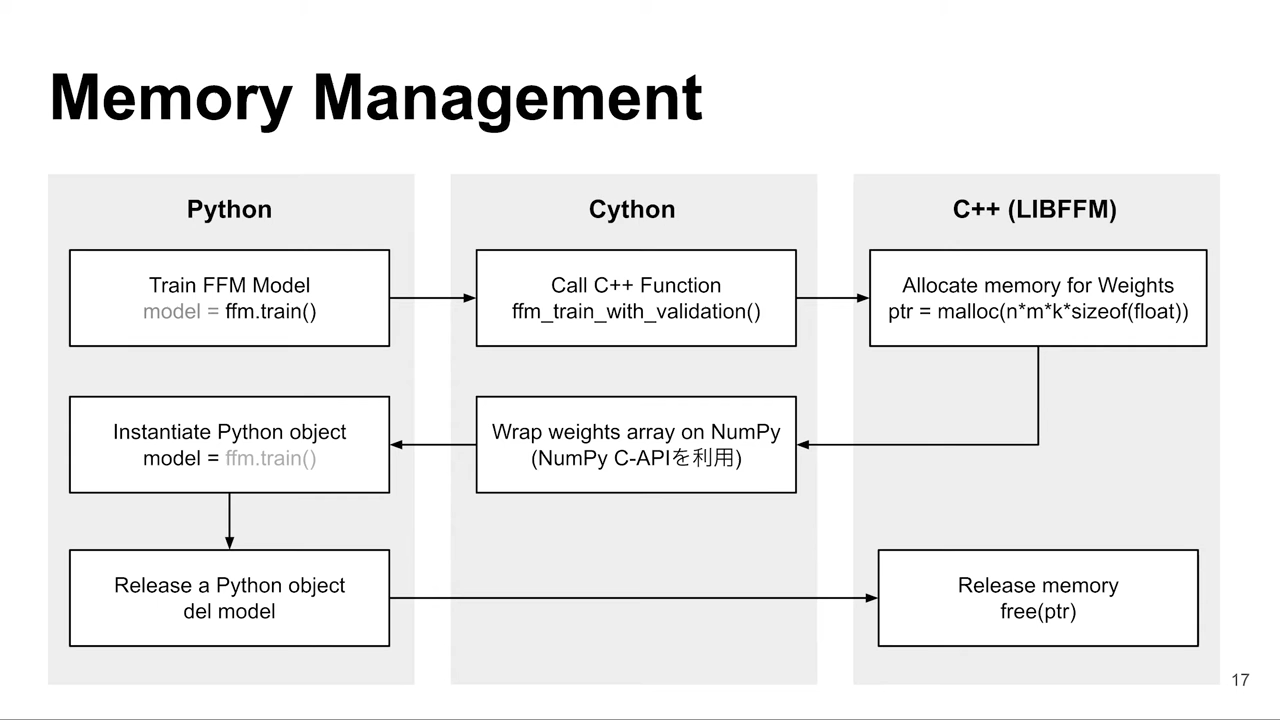 Memory Management
Python
Cython
C++ (LIBFFM)
Train FFM Model
model = ffm.train()
Call C++ Function
ffm_train_with_validation()
Allocate memory for Weights
ptr = malloc(n*m*k*sizeof(float))
Instantiate Python object
model = ffm.train()
Wrap weights array on NumPy
(NumPy C-APIを利用)
Release a Python object
del model
Release memory
free(ptr)
17